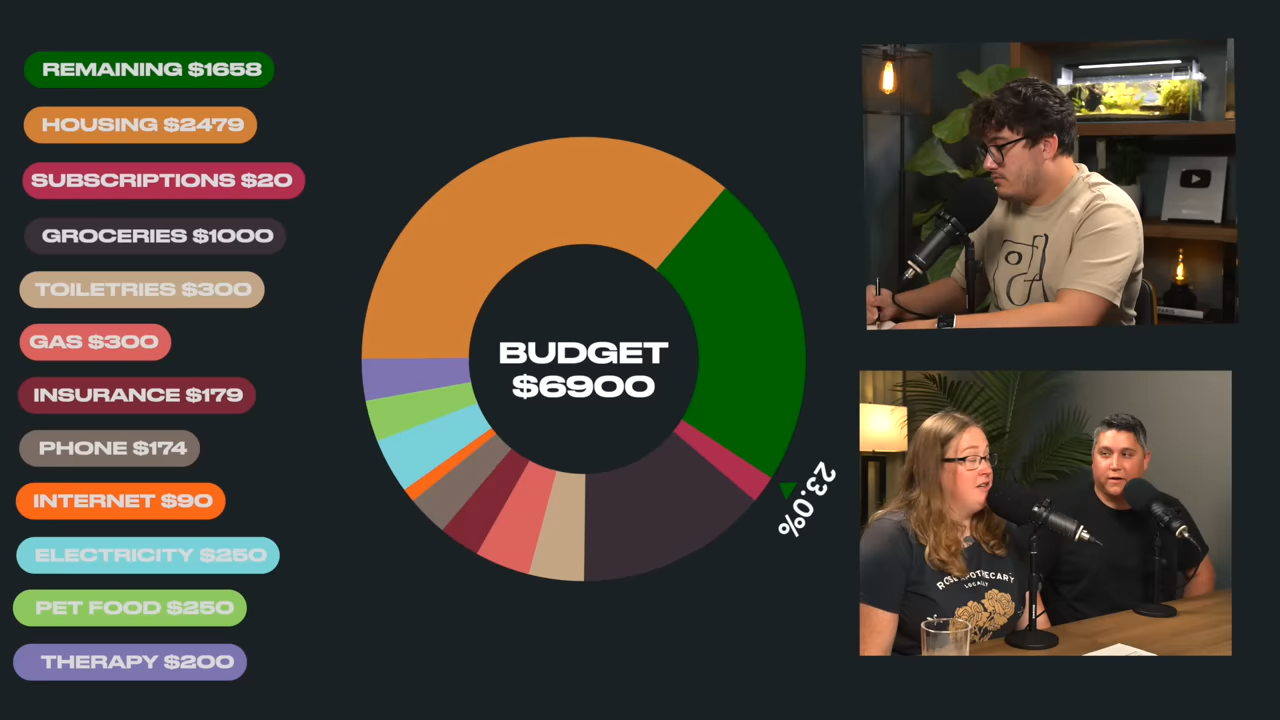 REMAINING $1658
HOUSING $2479
SUBSCRIPTIONS $20
GROCERIES $1000
TOILETRIES $300
GAS $300
INSURANCE $179
PHONE $174
INTERNET $90
ELECTRICITY $250
PET FOOD $250
THERAPY $200
BUDGET
$6900
23.0%
LOCALLY